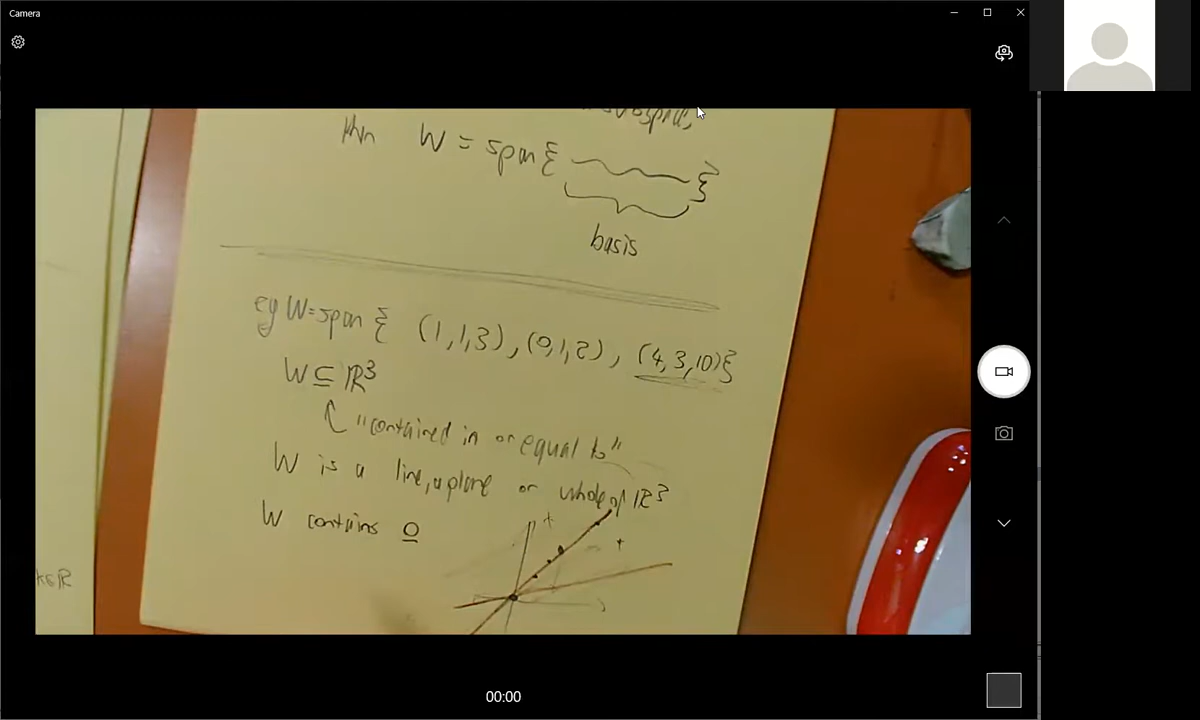 Camera
subspace,
then W = span { }
basis
eg W=span { (1,1,3), (0,1,2), (4,3,10)}
W ⊆ ℝ³
"contained in or equal to"
W is a line, a plane or whole of ℝ³
W contains 0
k∈ℝ
00:00